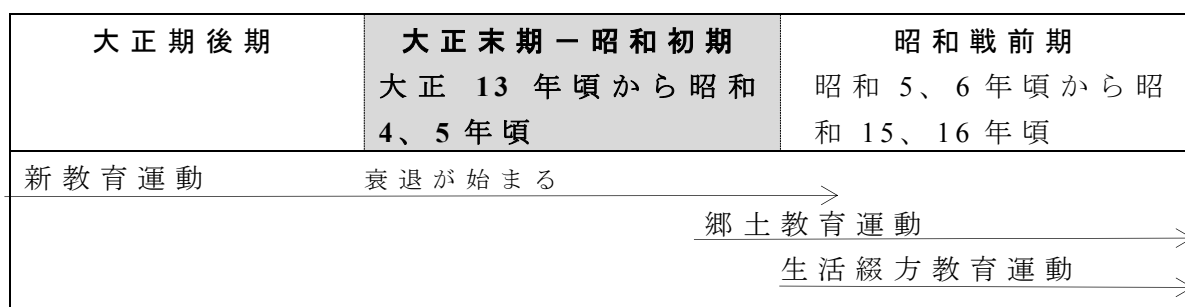 大正期後期
大正末期－昭和初期
大正 13 年頃から昭和
4、5年頃
昭和戦前期
昭和 5、6 年頃から昭
和 15、16 年頃
新教育運動 衰退が始まる
郷土教育運動
生活綴方教育運動